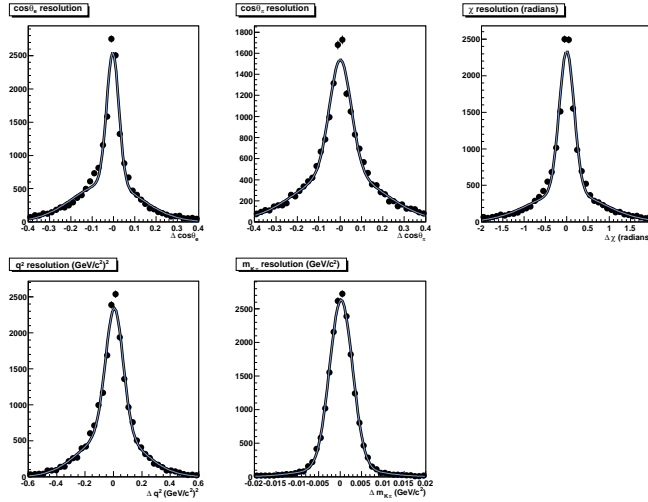 cosθe resolution
2500
2000
1500
1000
500
0
-0.4 -0.3 -0.2 -0.1 -0 0.1 0.2 0.3 0.4
Δ cosθe
cosθπ resolution
1800
1600
1400
1200
1000
800
600
400
200
0
-0.4 -0.3 -0.2 -0.1 -0 0.1 0.2 0.3 0.4
Δ cosθπ
χ resolution (radians)
2500
2000
1500
1000
500
0
-2 -1.5 -1 -0.5 0 0.5 1 1.5 2
Δ χ (radians)
q² resolution (GeV/c²)²
2500
2000
1500
1000
500
0
-0.6 -0.4 -0.2 0 0.2 0.4 0.6
Δ q² (GeV/c²)²
mKπ resolution (GeV/c²)
2500
2000
1500
1000
500
0
-0.02 -0.015 -0.01 -0.005 0 0.005 0.01 0.015 0.02
Δ mKπ (GeV/c²)